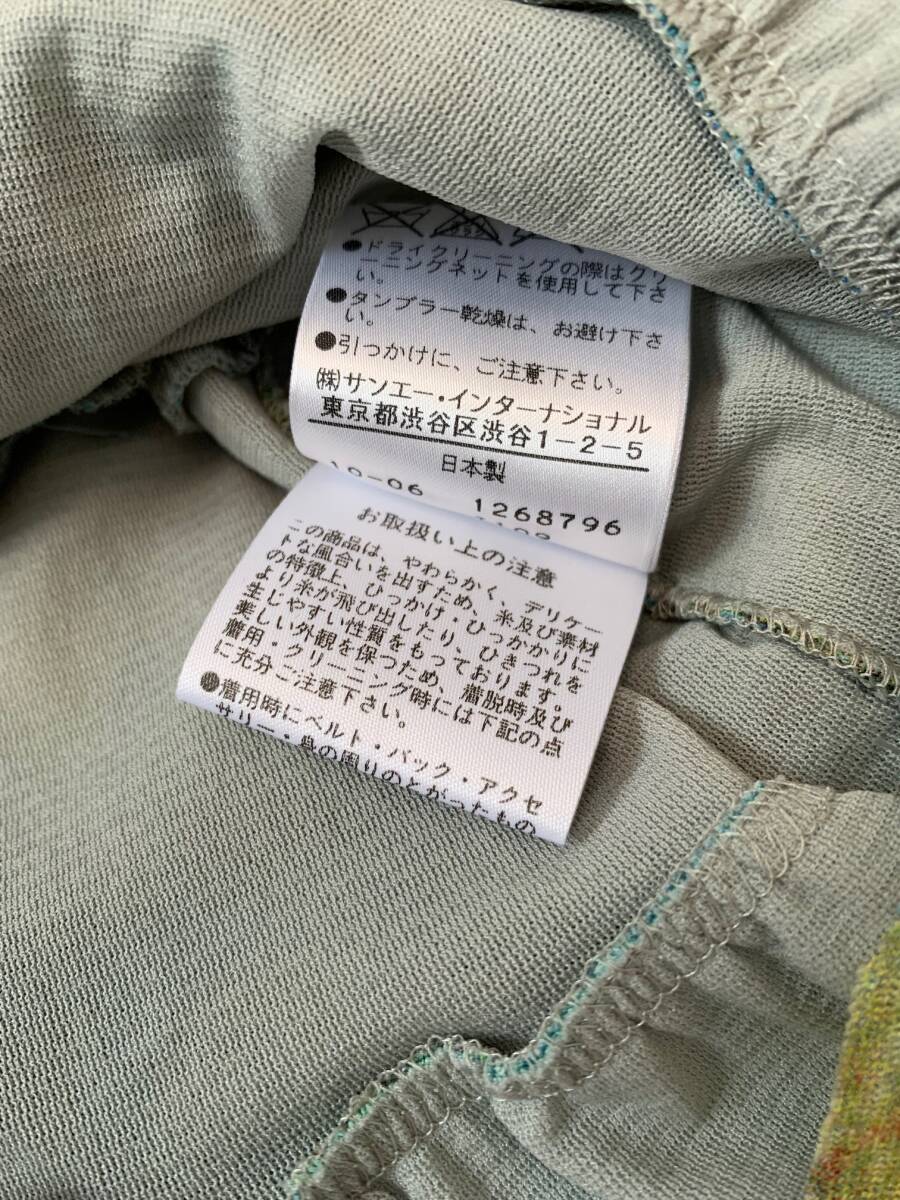 ●ドライクリーニングの際はクリ
ーニングネットを使用して下さ
い。
●タンブラー乾燥は、お避け下さ
い。
●引っかけに、ご注意下さい。
㈱サンエー・インターナショナル
東京都渋谷区渋谷1-2-5
日本製
10-06 1268796
お取扱い上の注意
この商品は、やわらかく、デリケー
トな風合いを出すため、糸及び素材
の特徴上、ひっかけ・ひっかかりに
より糸が飛び出したり、ひきつれを
生じやすい性質をもっております。
美しい外観を保つため、着脱時及び
着用・クリーニング時には下記の点
に充分ご注意下さい。
●着用時にベルト・バック・アクセ
サリー・鳥の周りのとがったもの